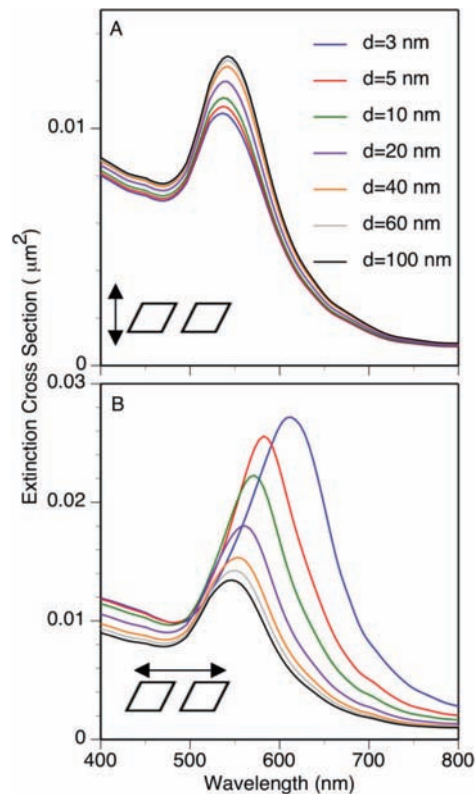 A
d=3 nm
d=5 nm
d=10 nm
d=20 nm
d=40 nm
d=60 nm
d=100 nm
0.01
0
Extinction Cross Section ( μm²)
0.03
B
0.02
0.01
0
400 500 600 700 800
Wavelength (nm)